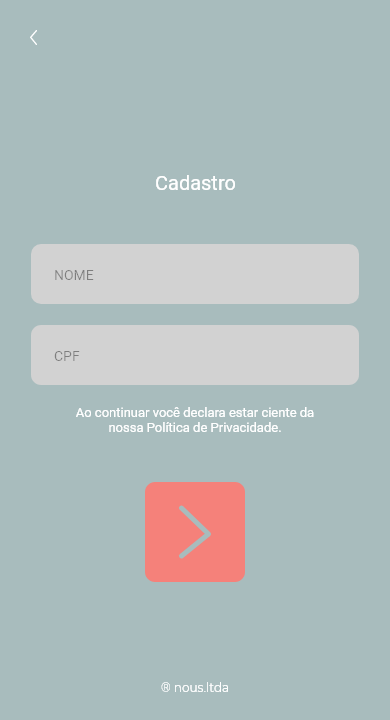 Cadastro
NOME
CPF
Ao continuar você declara estar ciente da
nossa Política de Privacidade.
® nous.ltda